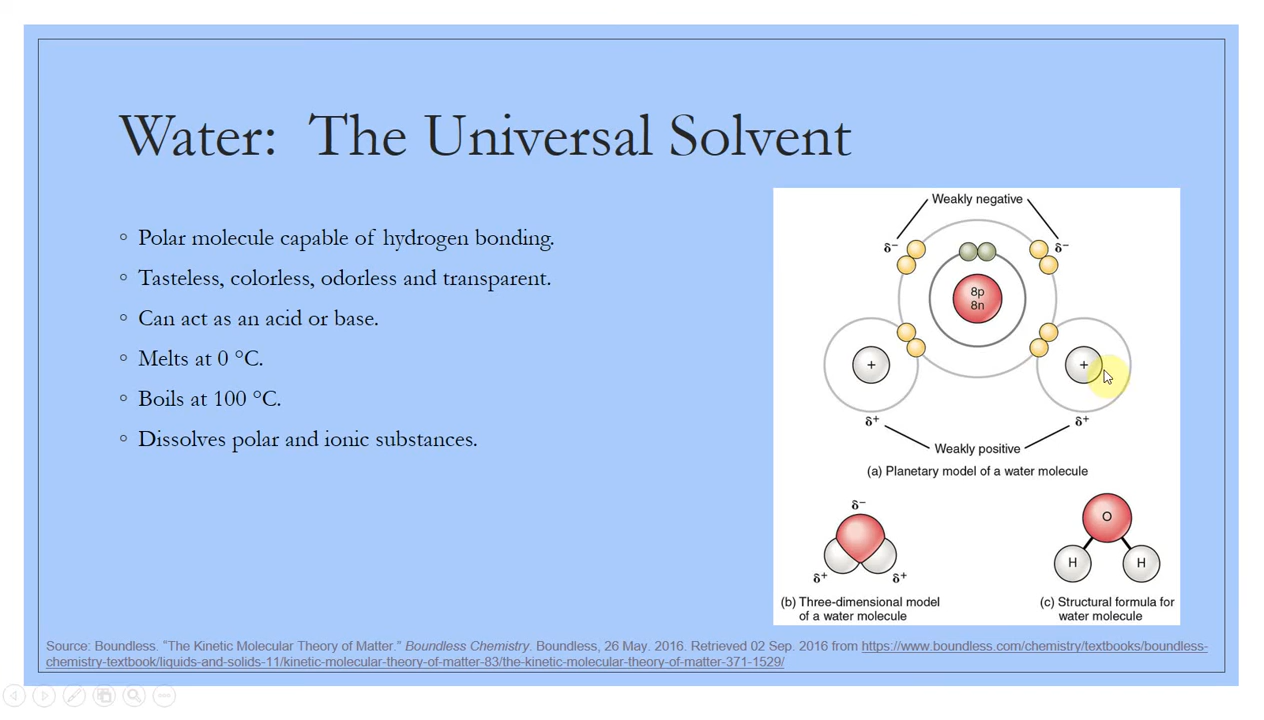 Water:  The Universal Solvent
◦ Polar molecule capable of hydrogen bonding.
◦ Tasteless, colorless, odorless and transparent.
◦ Can act as an acid or base.
◦ Melts at 0 °C.
◦ Boils at 100 °C.
◦ Dissolves polar and ionic substances.
Weakly negative
δ⁻ δ⁻
8p
8n
+ +
δ⁺ δ⁺
Weakly positive
(a) Planetary model of a water molecule
δ⁻
δ⁺ δ⁺
(b) Three-dimensional model
of a water molecule
O
H H
(c) Structural formula for
water molecule
Source: Boundless. “The Kinetic Molecular Theory of Matter.” Boundless Chemistry. Boundless, 26 May. 2016. Retrieved 02 Sep. 2016 from https://www.boundless.com/chemistry/textbooks/boundless-
chemistry-textbook/liquids-and-solids-11/kinetic-molecular-theory-of-matter-83/the-kinetic-molecular-theory-of-matter-371-1529/